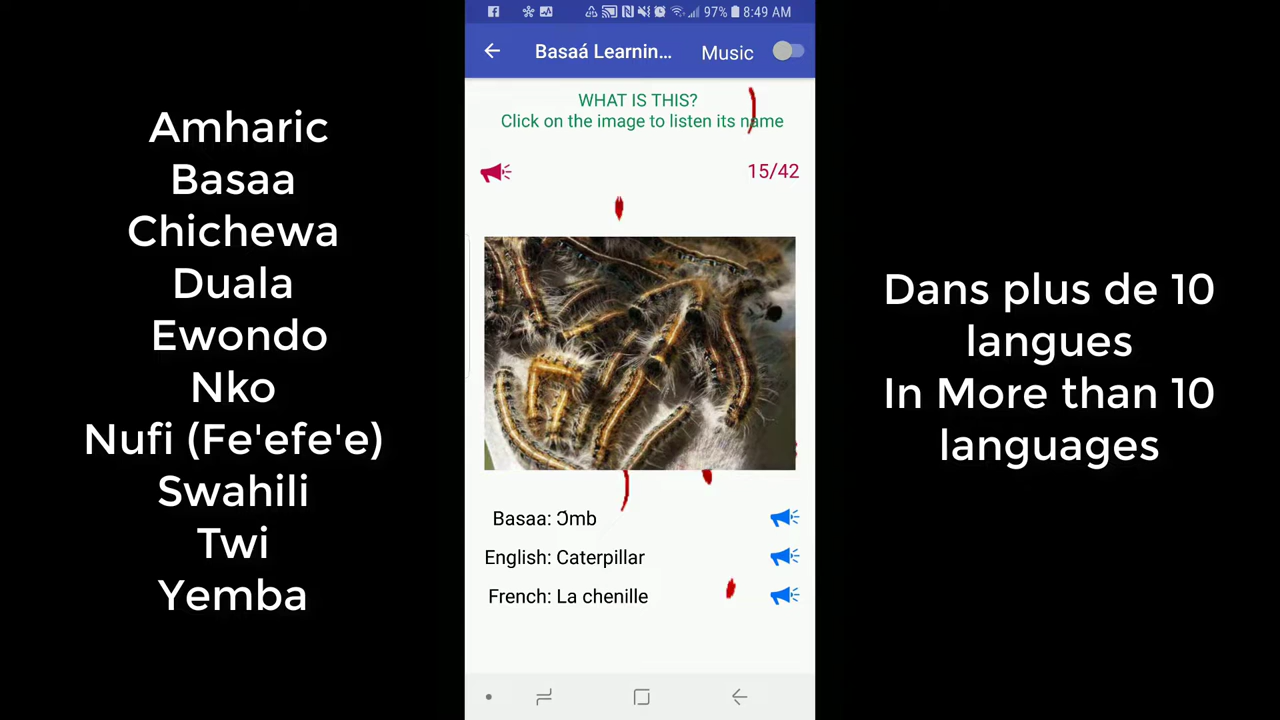 Amharic
Basaa
Chichewa
Duala
Ewondo
Nko
Nufi (Fe'efe'e)
Swahili
Twi
Yemba
97% 8:49 AM
Basaá Learnin...
Music
WHAT IS THIS?
Click on the image to listen its name
15/42
Basaa: Ɔ̄mb
English: Caterpillar
French: La chenille
Dans plus de 10
langues
In More than 10
languages